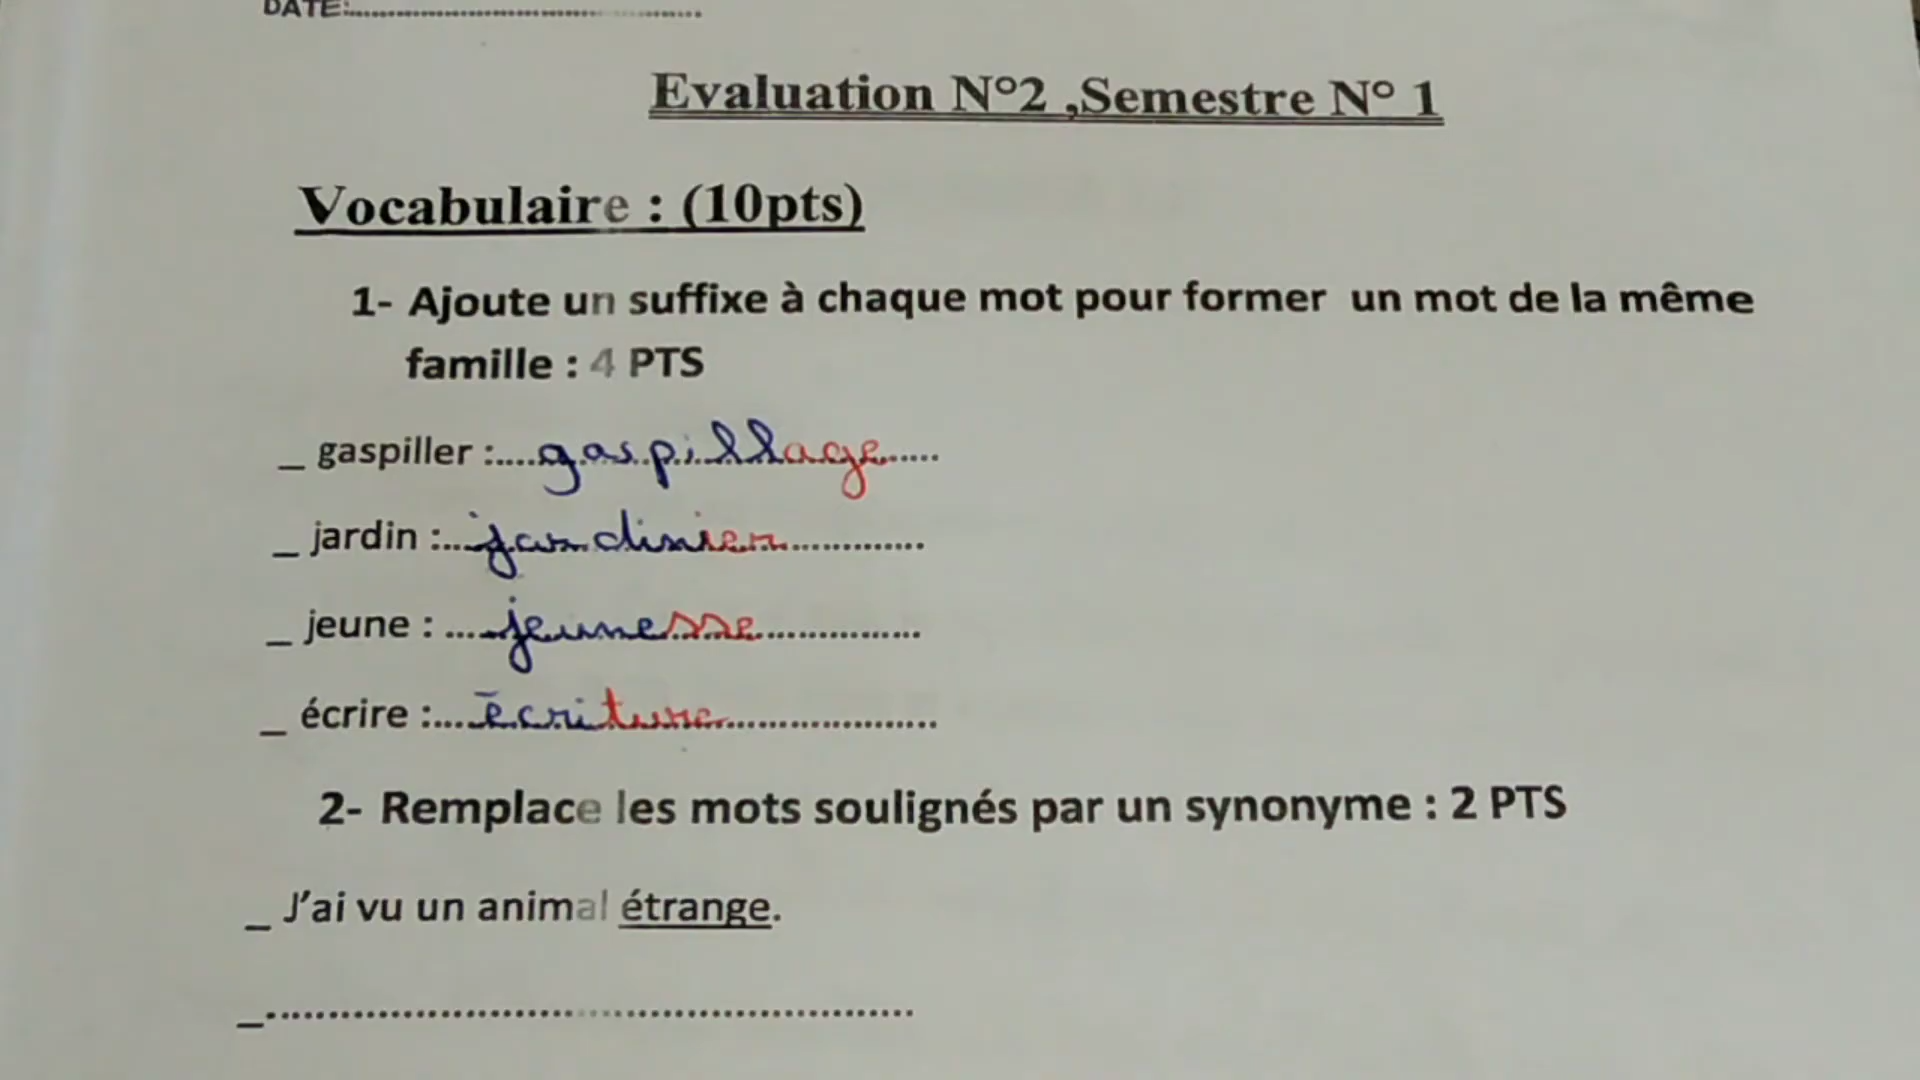 DATE:..........................................
Evaluation N°2 ,Semestre N° 1
Vocabulaire : (10pts)
1- Ajoute un suffixe à chaque mot pour former un mot de la même
famille : 4 PTS
_ gaspiller :....gaspillage......
_ jardin :...jardinier..............
_ jeune : ....jeunesse................
_ écrire :....écriture.....................
2- Remplace les mots soulignés par un synonyme : 2 PTS
_ J'ai vu un animal étrange.
_......................................................